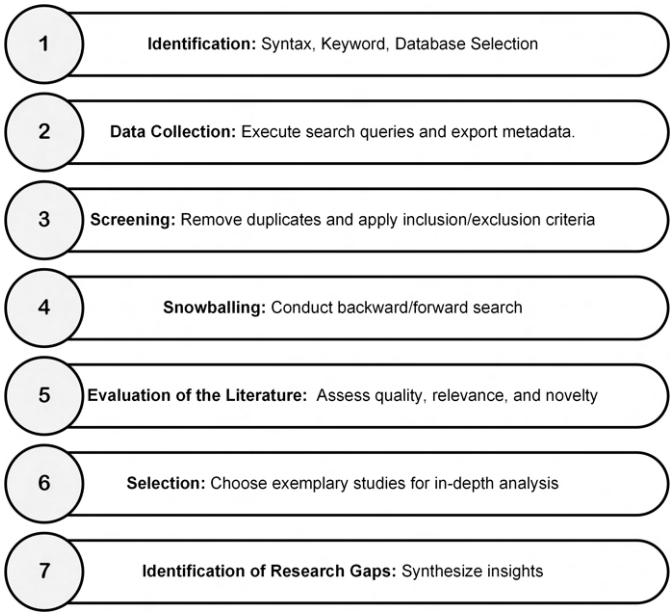 1 Identification: Syntax, Keyword, Database Selection
2 Data Collection: Execute search queries and export metadata.
3 Screening: Remove duplicates and apply inclusion/exclusion criteria
4 Snowballing: Conduct backward/forward search
5 Evaluation of the Literature: Assess quality, relevance, and novelty
6 Selection: Choose exemplary studies for in-depth analysis
7 Identification of Research Gaps: Synthesize insights